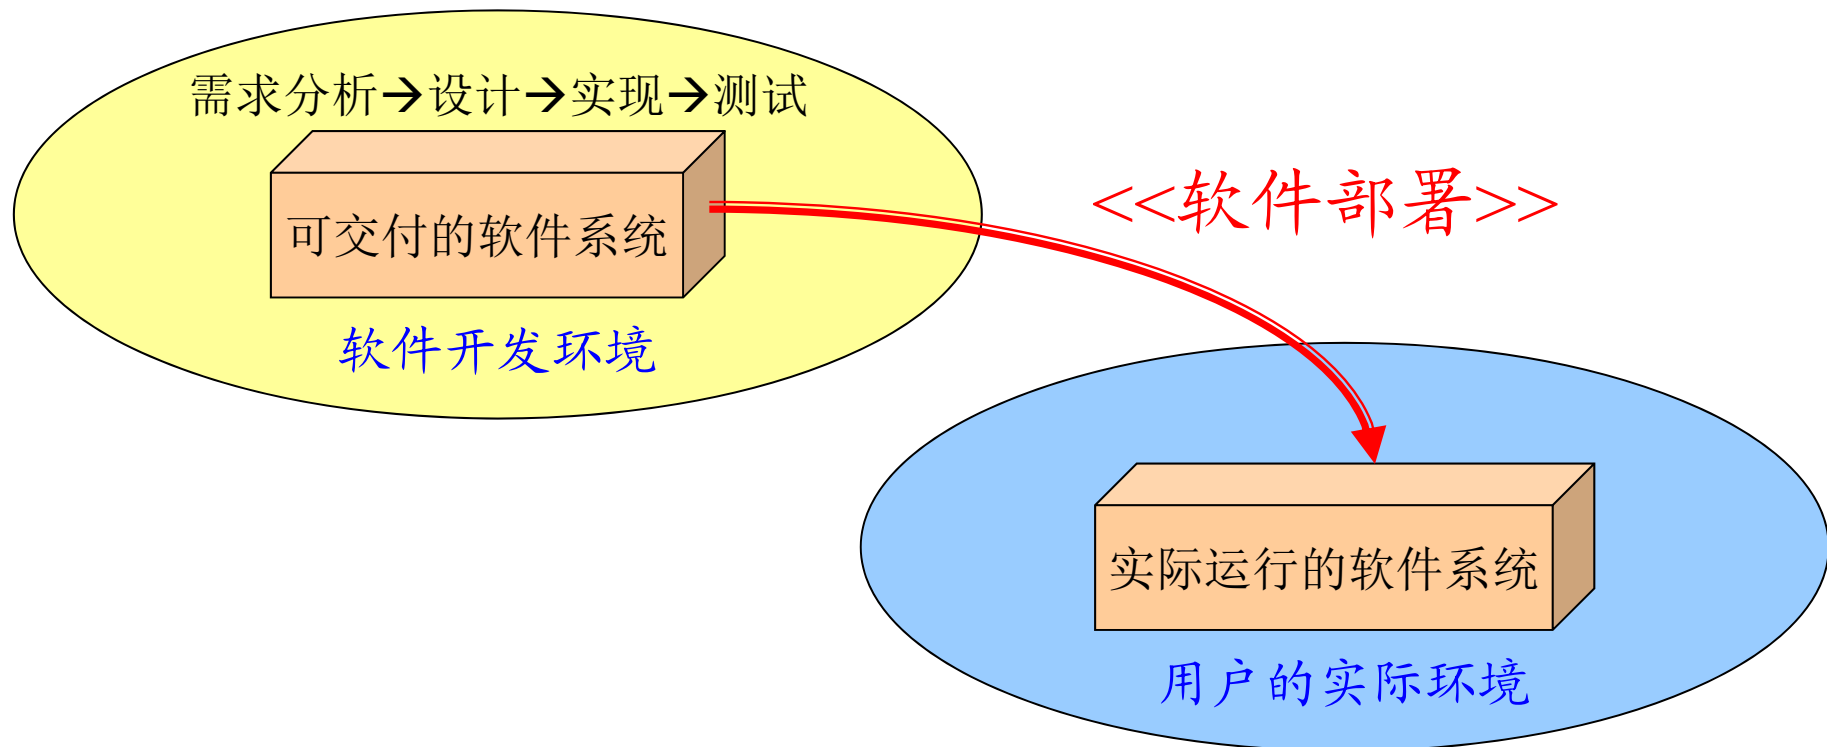 需求分析→设计→实现→测试
可交付的软件系统
软件开发环境
<<软件部署>>
实际运行的软件系统
用户的实际环境